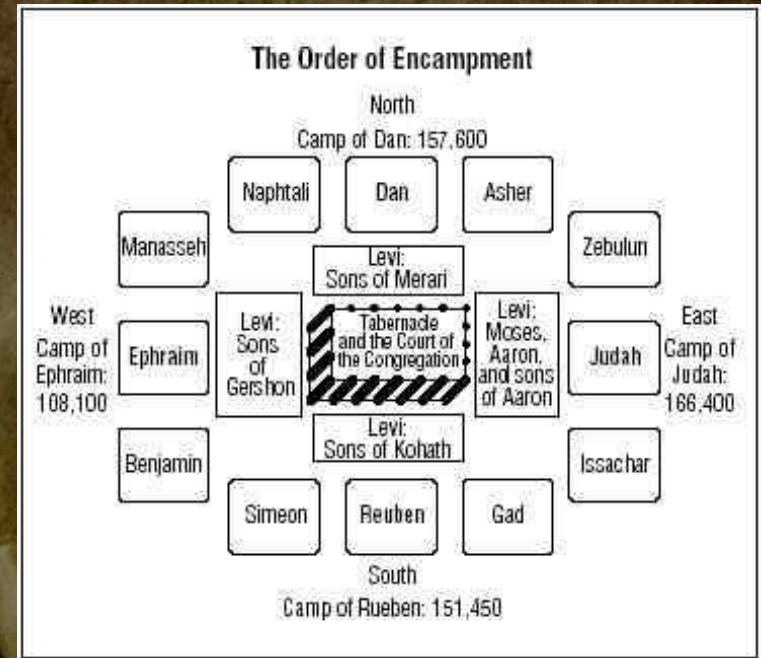 The Order of Encampment
North
Camp of Dan: 157,600
Naphtali
Dan
Asher
Manasseh
Zebulun
Levi:
Sons of Merari
West
Camp of
Ephraim:
108,100
Ephraim
Levi:
Sons
of
Gershon
Tabernacle
and the Court of
the Congregation
Levi:
Moses,
Aaron,
and sons
of Aaron
Judah
East
Camp of
Judah:
166,400
Levi:
Sons of Kohath
Benjamin
Issachar
Simeon
Reuben
Gad
South
Camp of Rueben: 151,450